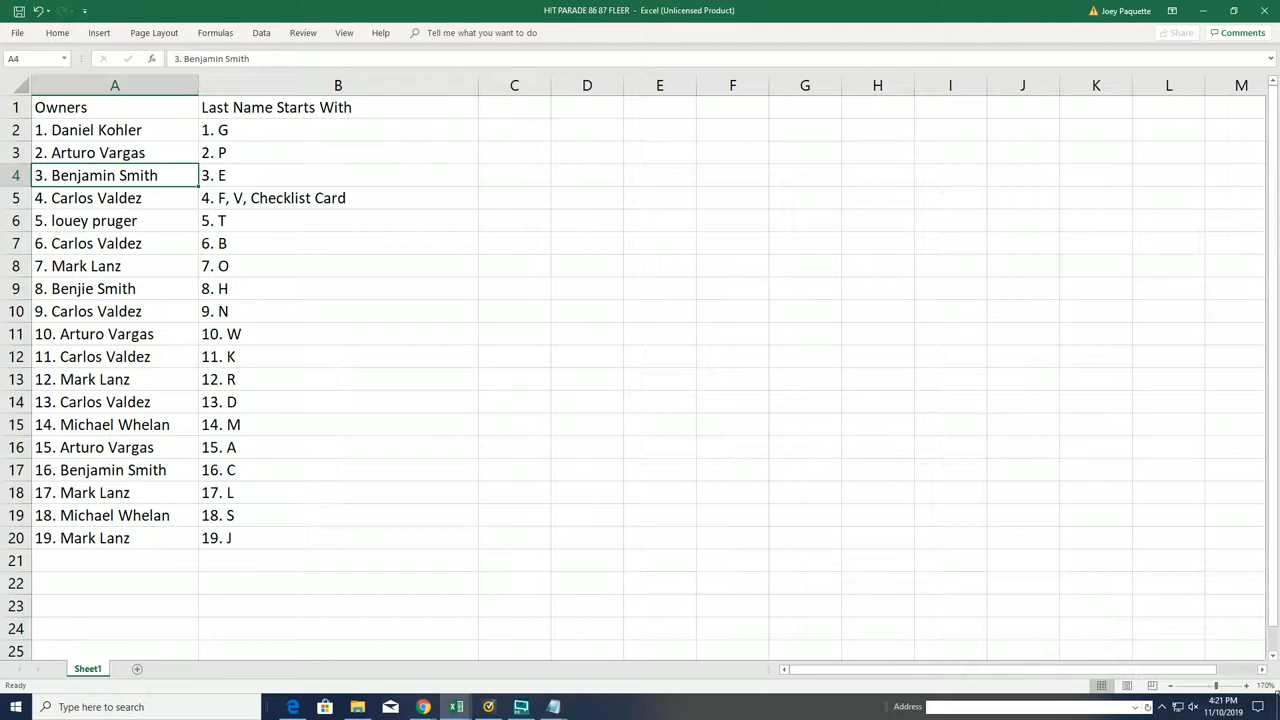 HIT PARADE 86 87 FLEER - Excel (Unlicensed Product)
Joey Paquette
File Home Insert Page Layout Formulas Data Review View Help Tell me what you want to do Share Comments
A4 fx 3. Benjamin Smith
A B C D E F G H I J K L M
1 Owners Last Name Starts With
2 1. Daniel Kohler 1. G
3 2. Arturo Vargas 2. P
4 3. Benjamin Smith 3. E
5 4. Carlos Valdez 4. F, V, Checklist Card
6 5. louey pruger 5. T
7 6. Carlos Valdez 6. B
8 7. Mark Lanz 7. O
9 8. Benjie Smith 8. H
10 9. Carlos Valdez 9. N
11 10. Arturo Vargas 10. W
12 11. Carlos Valdez 11. K
13 12. Mark Lanz 12. R
14 13. Carlos Valdez 13. D
15 14. Michael Whelan 14. M
16 15. Arturo Vargas 15. A
17 16. Benjamin Smith 16. C
18 17. Mark Lanz 17. L
19 18. Michael Whelan 18. S
20 19. Mark Lanz 19. J
21
22
23
24
25
Sheet1
Ready 170%
Type here to search Address 4:21 PM
11/10/2019